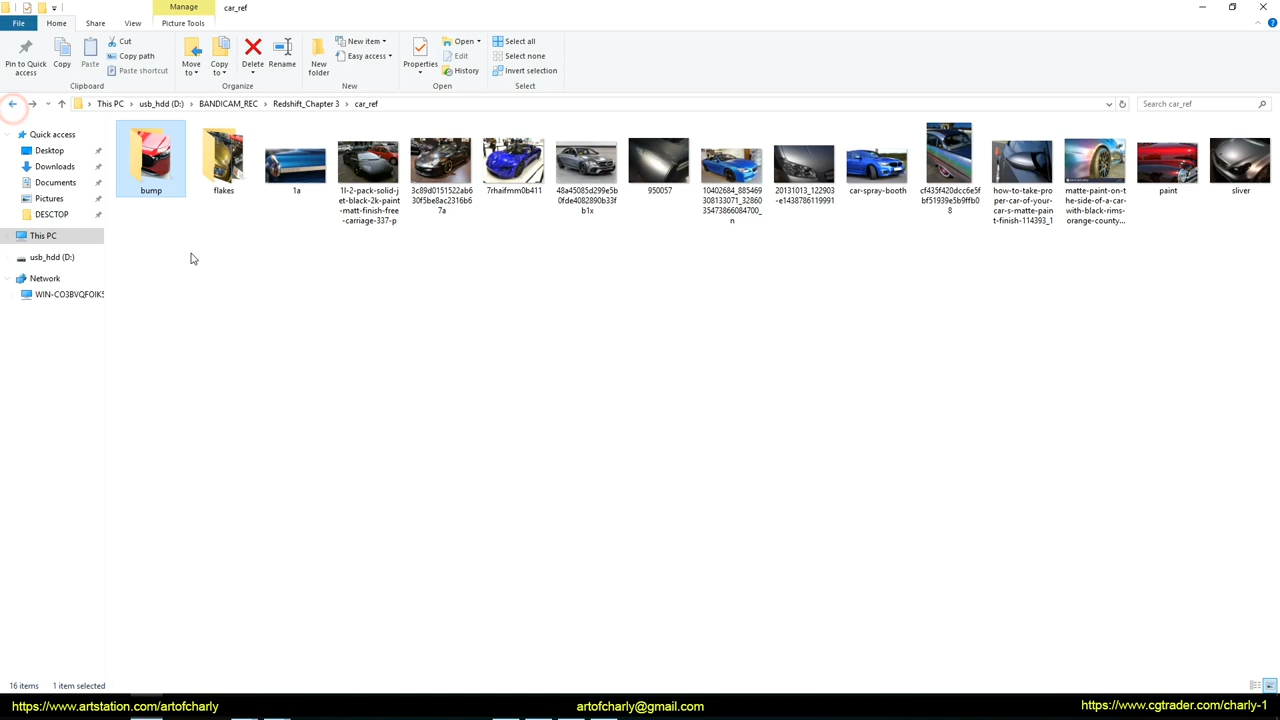 Manage
car_ref
File
Home
Share
View
Picture Tools
Pin to Quick access
Copy
Paste
Cut
Copy path
Paste shortcut
Clipboard
Move to
Copy to
Delete
Rename
Organize
New folder
New item
Easy access
New
Properties
Open
Edit
History
Open
Select all
Select none
Invert selection
Select
This PC
usb_hdd (D:)
BANDICAM_REC
Redshift_Chapter 3
car_ref
Search car_ref
Quick access
Desktop
Downloads
Documents
Pictures
DESCTOP
This PC
usb_hdd (D:)
Network
WIN-CO3BVQFOIK5
bump
flakes
1a
1l-2-pack-solid-j
et-black-2k-paint
-matt-finish-free
-carriage-337-p
3c89d0151522ab6
30f5be8ac2316b6
7a
7rhaifmm0b411
48a45085d299e5b
0fde4082890b33f
b1x
950057
10402684_885469
308133071_32860
35473866084700_
n
20131013_122903
-e1438786119991
car-spray-booth
cf435f420dcc6e5f
bf51939e5b9ffb0
8
how-to-take-pro
per-car-of-your-
car-s-matte-pain
t-finish-114393_1
matte-paint-on-t
he-side-of-a-car
-with-black-rims-
orange-county...
paint
sliver
16 items
1 item selected
https://www.artstation.com/artofcharly
artofcharly@gmail.com
https://www.cgtrader.com/charly-1